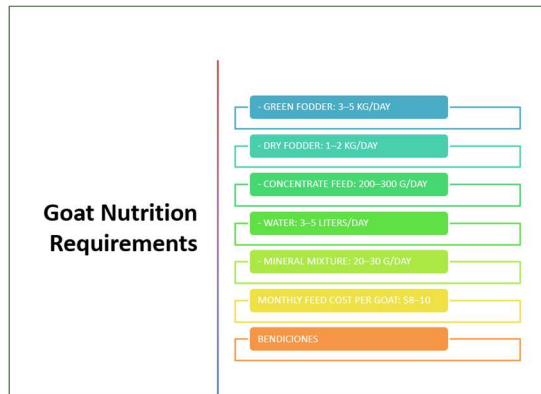 Goat Nutrition
Requirements
- GREEN FODDER: 3–5 KG/DAY
- DRY FODDER: 1–2 KG/DAY
- CONCENTRATE FEED: 200–300 G/DAY
- WATER: 3–5 LITERS/DAY
- MINERAL MIXTURE: 20–30 G/DAY
MONTHLY FEED COST PER GOAT: $8–10
BENDICIONES